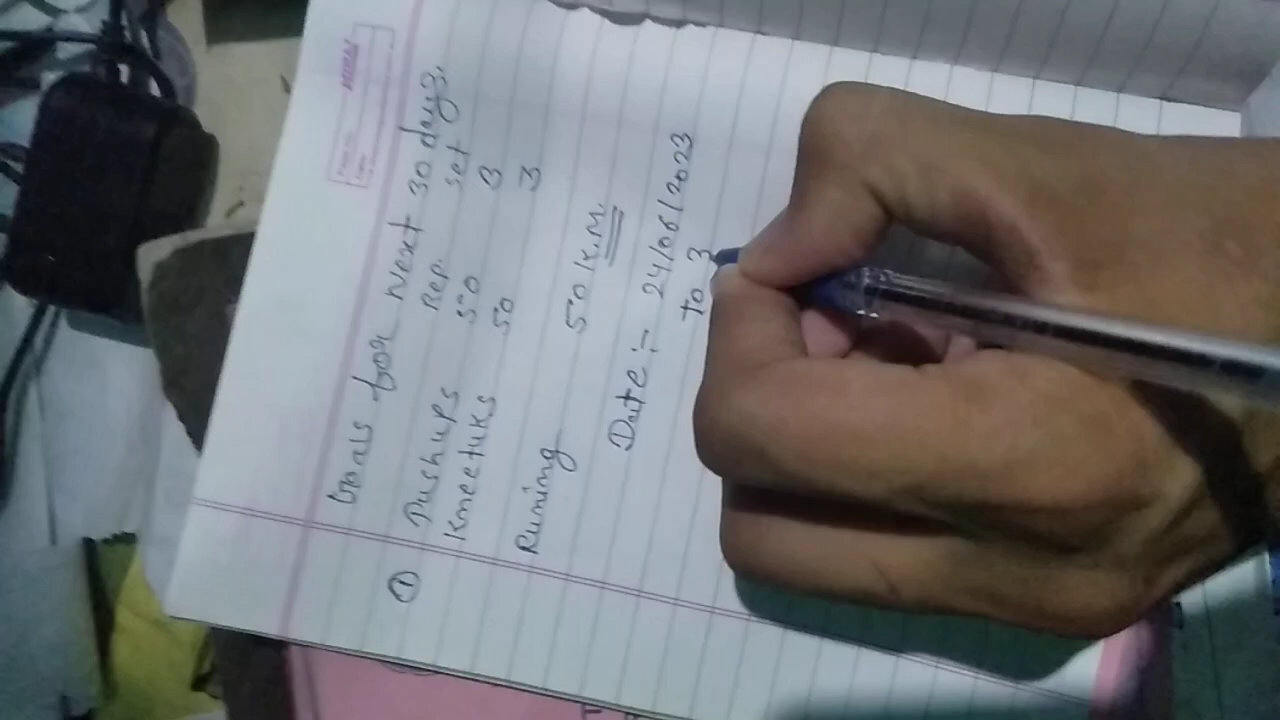 Goals for Next 30 days.
① Pushups Rep. set
Kneetuks 50 3
50 3
Runing 50 K.M.
Date :- 24/06/2023
to 3